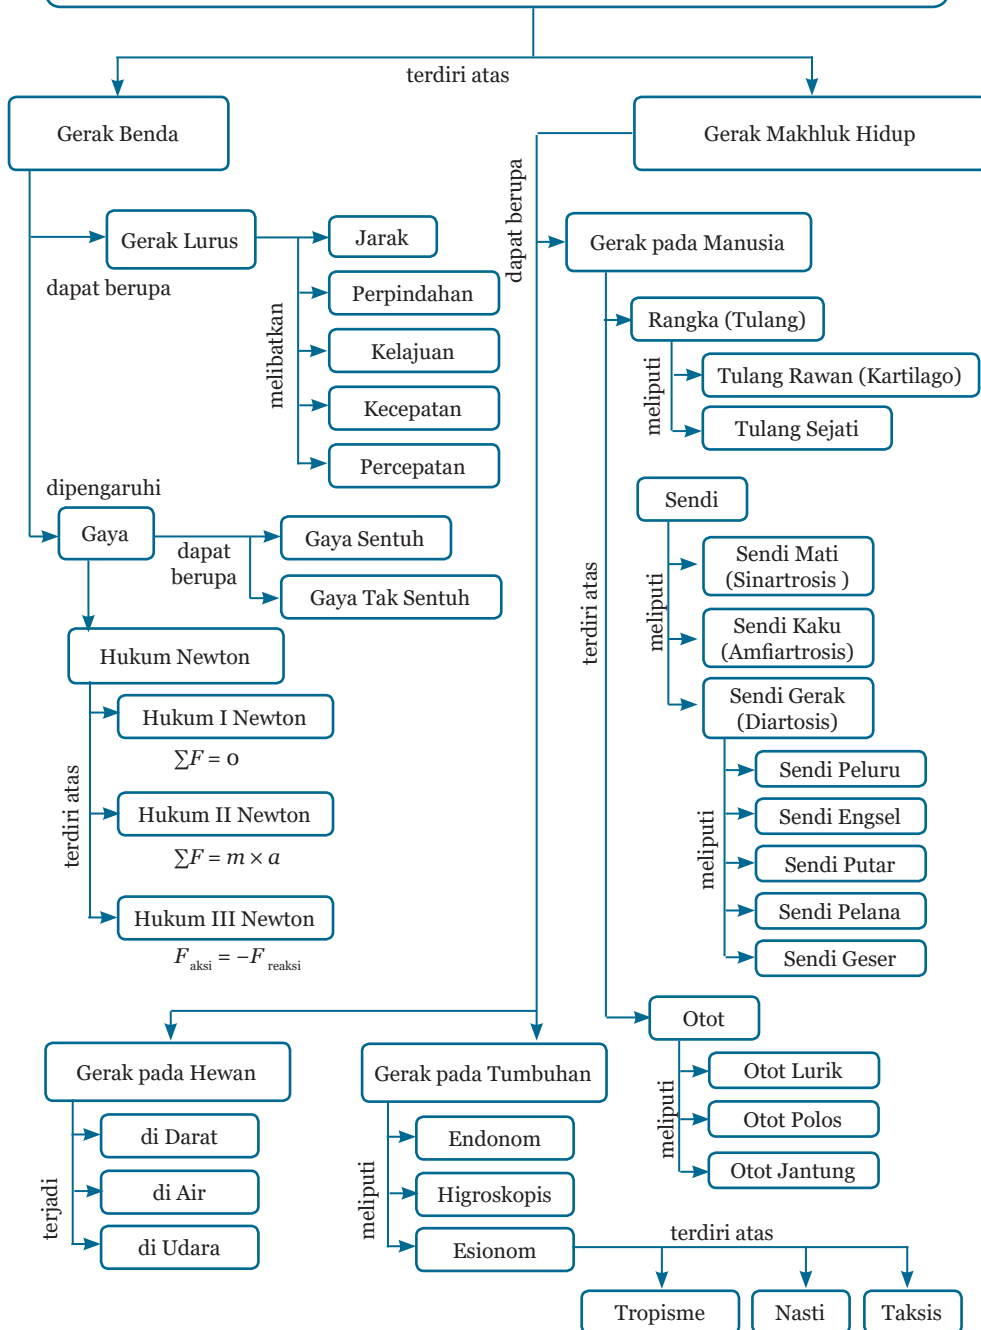 terdiri atas
Gerak Benda
Gerak Makhluk Hidup
dapat berupa
Gerak Lurus
melibatkan
Jarak
Perpindahan
Kelajuan
Kecepatan
Percepatan
dipengaruhi
Gaya
dapat
berupa
Gaya Sentuh
Gaya Tak Sentuh
Hukum Newton
terdiri atas
Hukum I Newton
∑F = 0
Hukum II Newton
∑F = m × a
Hukum III Newton
F aksi = −F reaksi
dapat berupa
Gerak pada Manusia
terdiri atas
Rangka (Tulang)
meliputi
Tulang Rawan (Kartilago)
Tulang Sejati
Sendi
meliputi
Sendi Mati
(Sinartrosis )
Sendi Kaku
(Amfiartrosis)
Sendi Gerak
(Diartosis)
meliputi
Sendi Peluru
Sendi Engsel
Sendi Putar
Sendi Pelana
Sendi Geser
Otot
meliputi
Otot Lurik
Otot Polos
Otot Jantung
Gerak pada Hewan
terjadi
di Darat
di Air
di Udara
Gerak pada Tumbuhan
meliputi
Endonom
Higroskopis
Esionom
terdiri atas
Tropisme
Nasti
Taksis